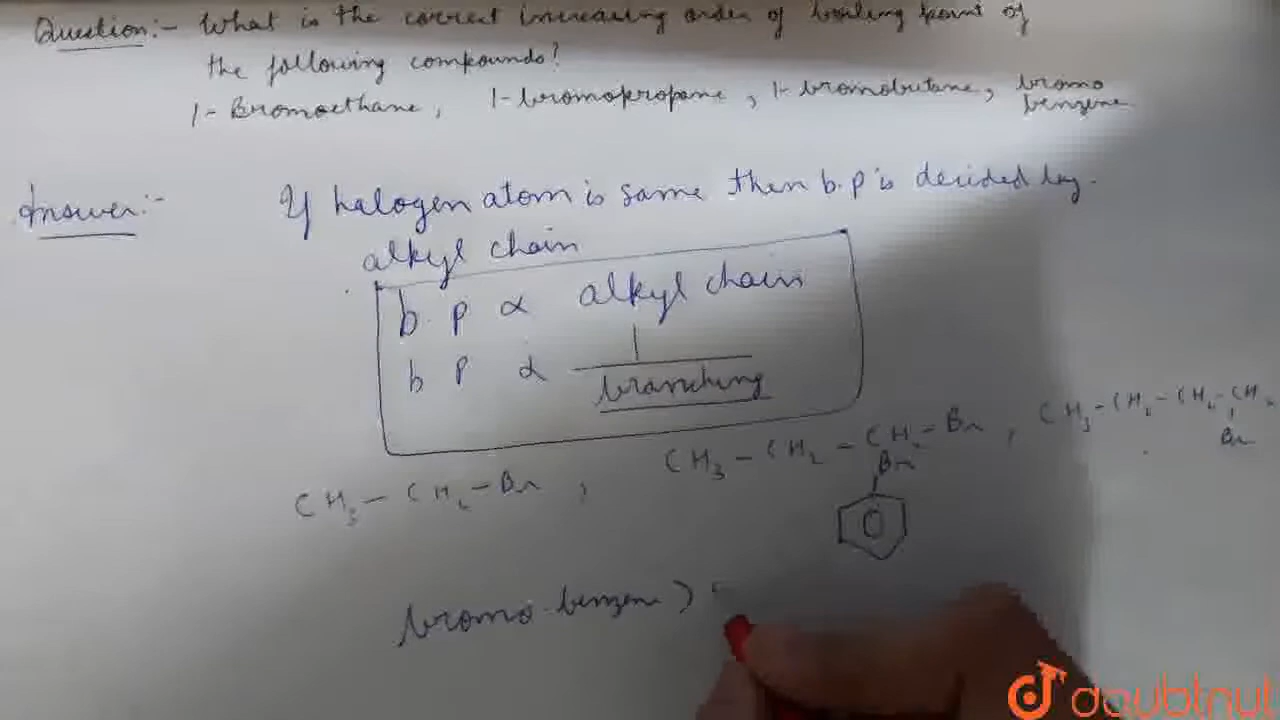 Question:- What is the correct increasing order of boiling point of
the following compounds?
1-Bromoethane, 1-bromopropane, 1-bromobutane, bromo
benzene
Answer:- If halogen atom is same then b.p is decided by
alkyl chain
b. p ∝ alkyl chain
b p ∝ 1
branching
CH3-CH2-CH2-CH2
Br
CH3-CH2-CH2-Br,
CH3-CH2-Br,
Br
bromo-benzene >
doubtnut